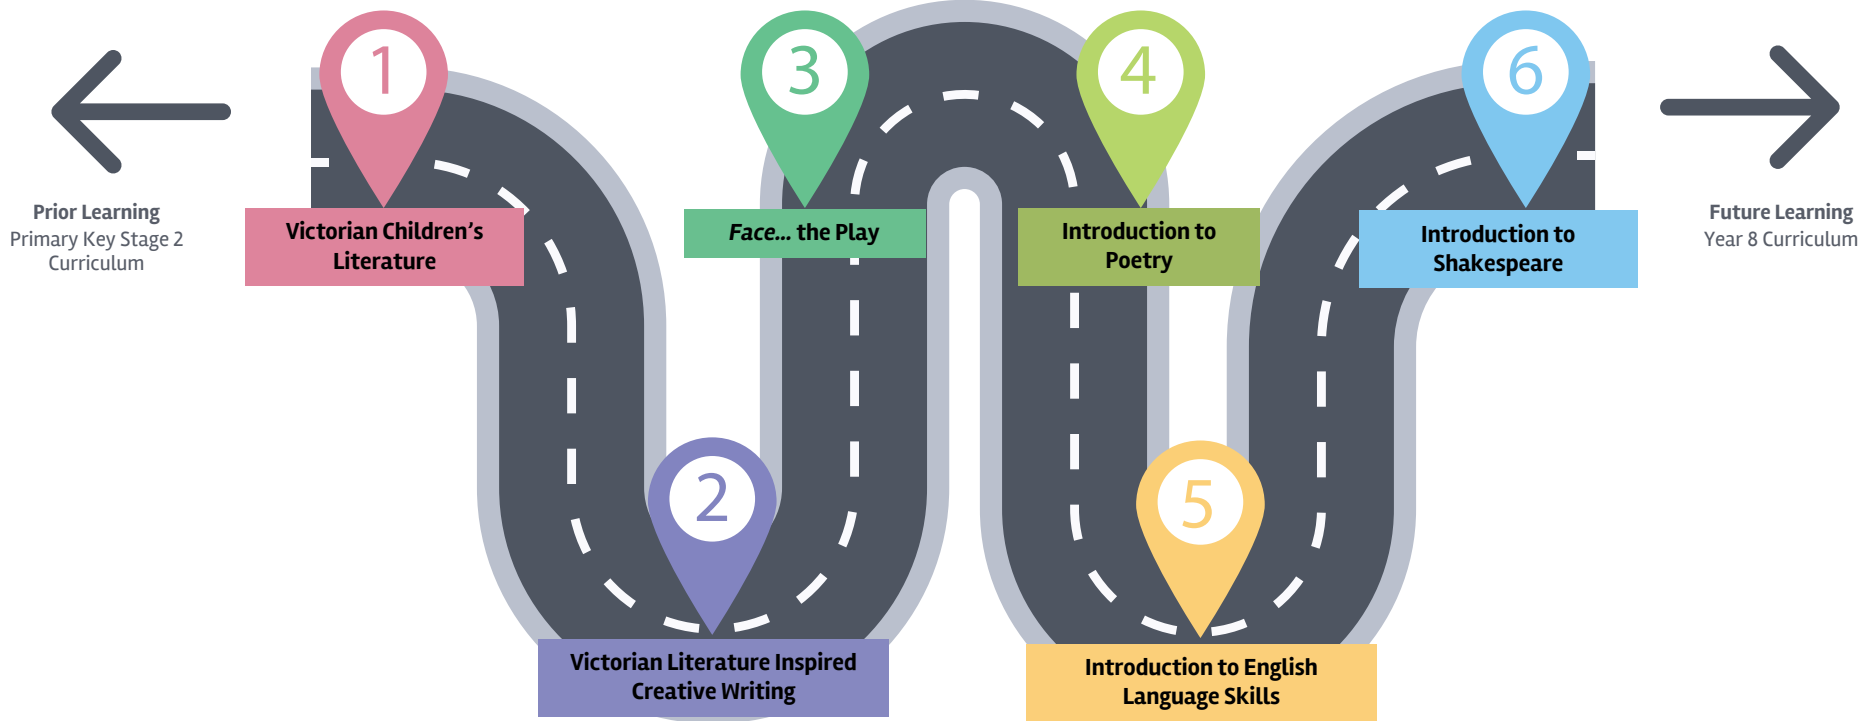 1
3
4
6
Prior Learning
Primary Key Stage 2
Curriculum
Victorian Children’s
Literature
Face... the Play
Introduction to
Poetry
Introduction to
Shakespeare
Future Learning
Year 8 Curriculum
2
5
Victorian Literature Inspired
Creative Writing
Introduction to English
Language Skills